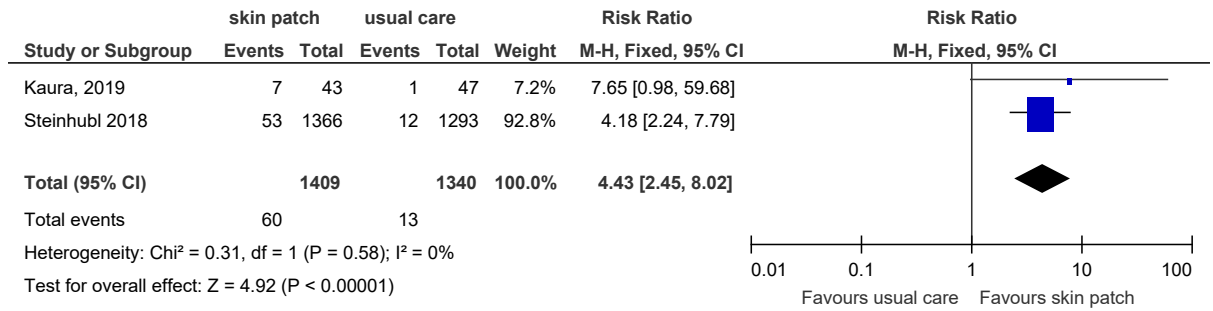 skin patch usual care Risk Ratio Risk Ratio
Study or Subgroup Events Total Events Total Weight M-H, Fixed, 95% CI M-H, Fixed, 95% CI
Kaura, 2019 7 43 1 47 7.2% 7.65 [0.98, 59.68]
Steinhubl 2018 53 1366 12 1293 92.8% 4.18 [2.24, 7.79]
Total (95% CI) 1409 1340 100.0% 4.43 [2.45, 8.02]
Total events 60 13
Heterogeneity: Chi² = 0.31, df = 1 (P = 0.58); I² = 0%
Test for overall effect: Z = 4.92 (P < 0.00001)
0.01 0.1 1 10 100
Favours usual care Favours skin patch